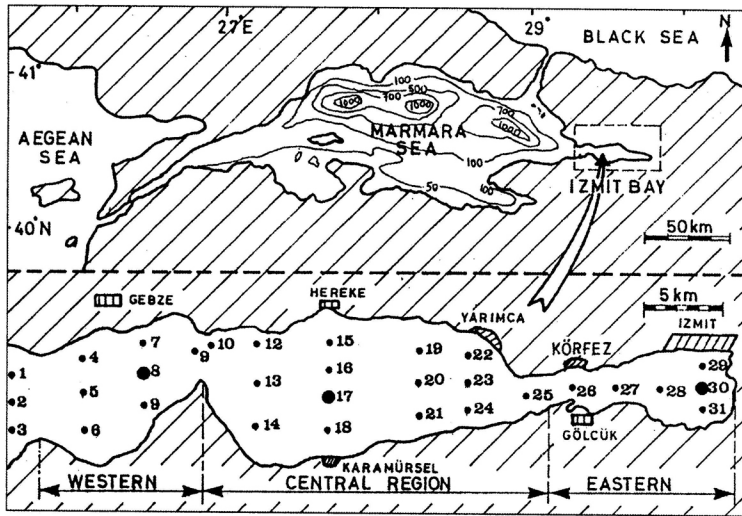 27°E
29°
N
BLACK SEA
41°
AEGEAN
SEA
100
500
700
1000
1000
700
1000
MARMARA
SEA
100
100
50
100
IZMIT BAY
40°N
50 km
5 km
GEBZE
HEREKE
YARIMCA
IZMIT
KÖRFEZ
1
2
3
4
5
6
7
8
9
9
10
12
13
14
15
16
17
18
19
20
21
22
23
24
25
26
27
28
29
30
31
GÖLCÜK
KARAMÜRSEL
WESTERN
CENTRAL REGION
EASTERN